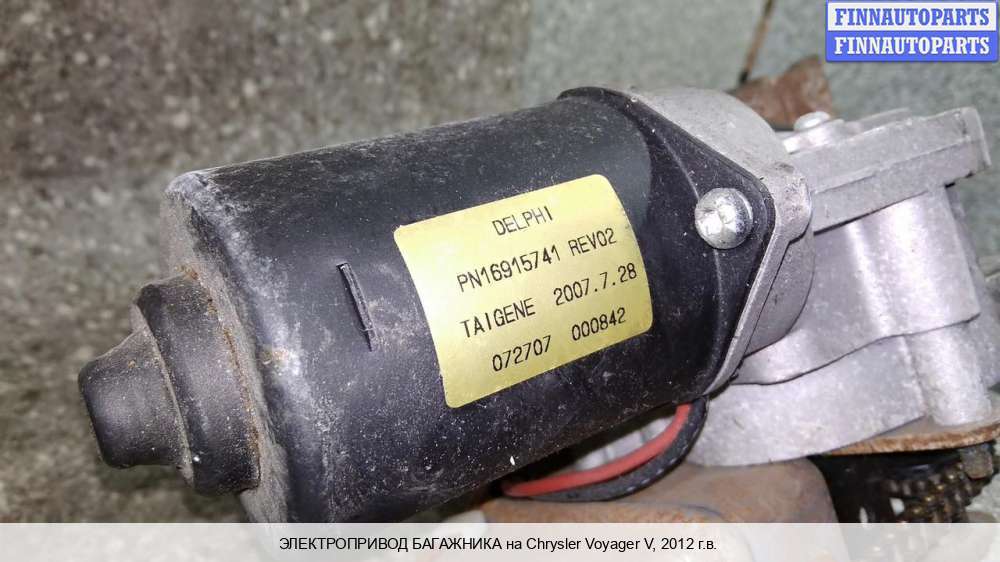 FINNAUTOPARTS
FINNAUTOPARTS
DELPHI
PN16915741 REV02
TAIGENE 2007.7.28
072707 000842
ЭЛЕКТРОПРИВОД БАГАЖНИКА на Chrysler Voyager V, 2012 г.в.